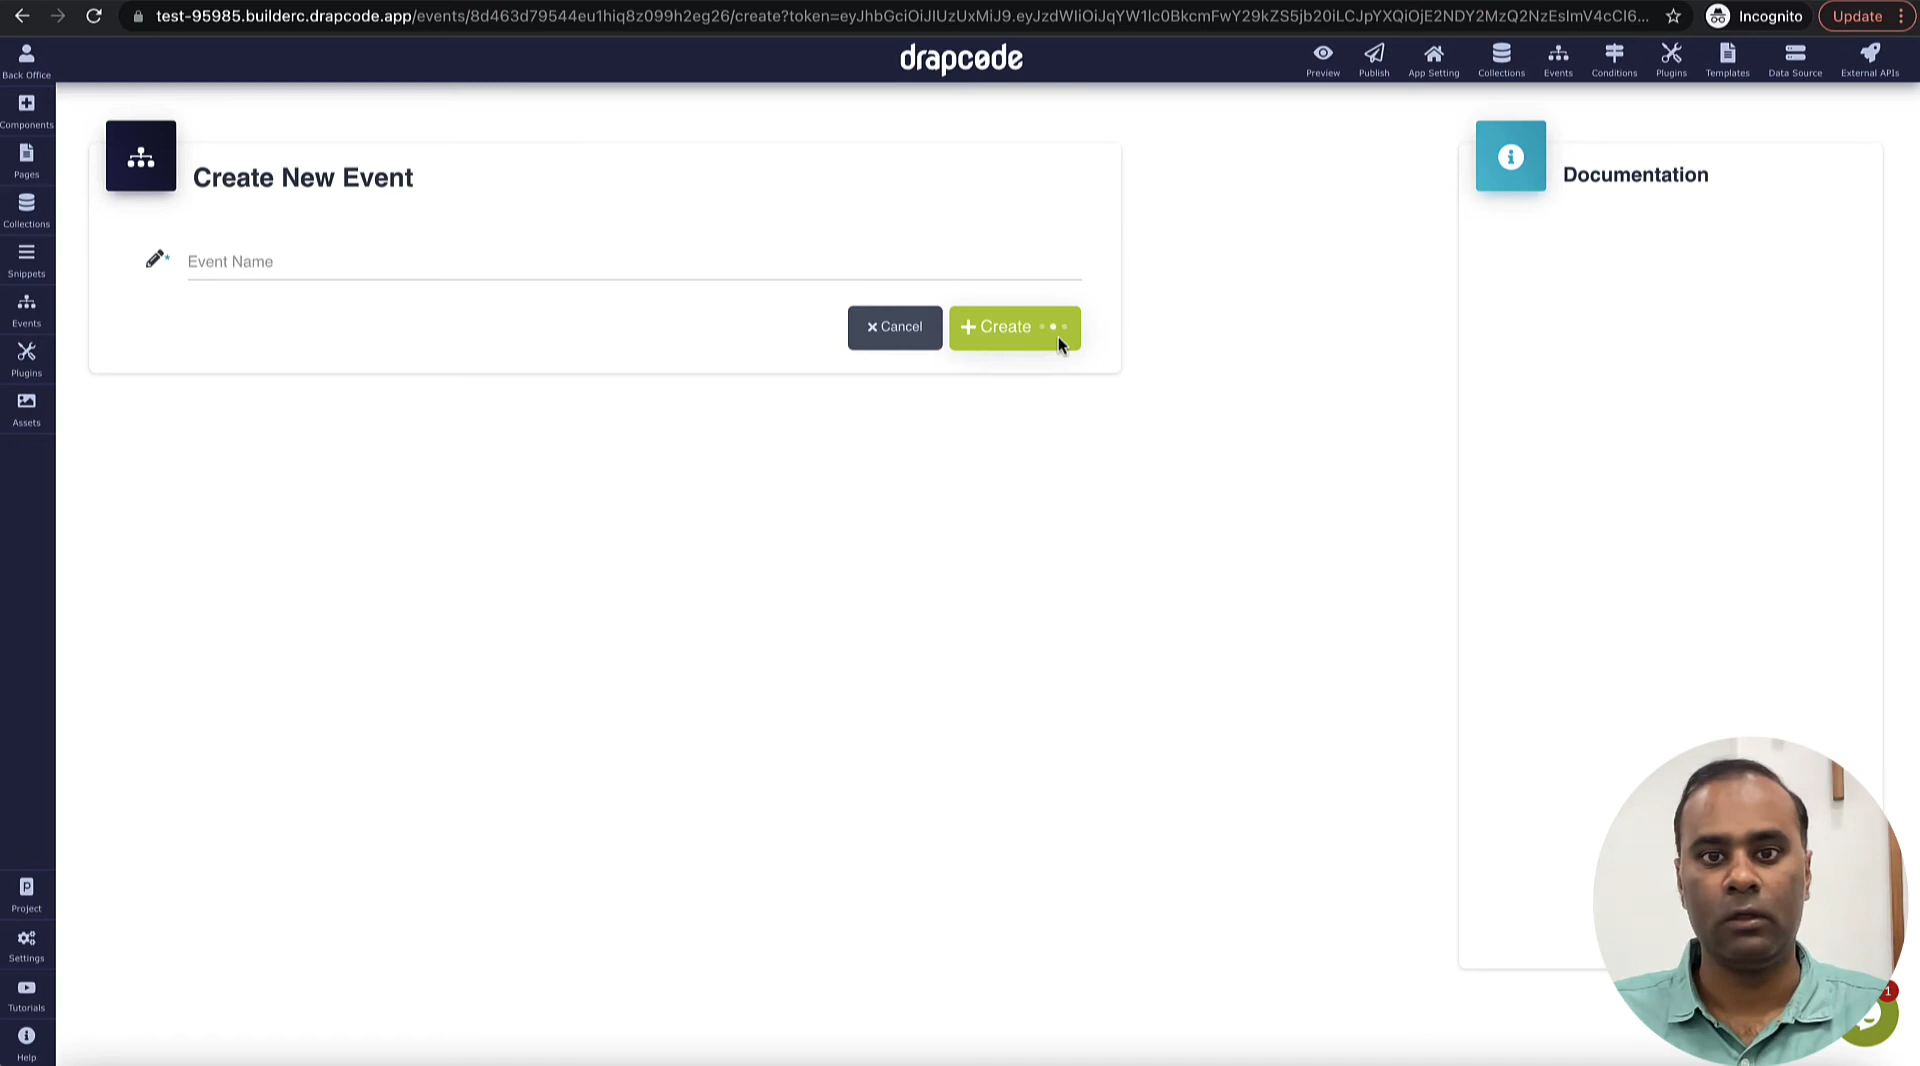 test-95985.builderc.drapcode.app/events/8d463d79544eu1hiq8z099h2eg26/create?token=eyJhbGciOiJIUzUxMiJ9.eyJzdWIiOiJqYW1lc0BkcmFwY29kZS5jb20iLCJpYXQiOjE2NDY2MzQ2NzEsImV4cCI6...
Incognito
Update
Back Office
drapcode
Preview
Publish
App Setting
Collections
Events
Conditions
Plugins
Templates
Data Source
External APIs
Components
Pages
Collections
Snippets
Events
Plugins
Assets
Project
Settings
Tutorials
Help
Create New Event
* Event Name
Cancel
Create
Documentation
1